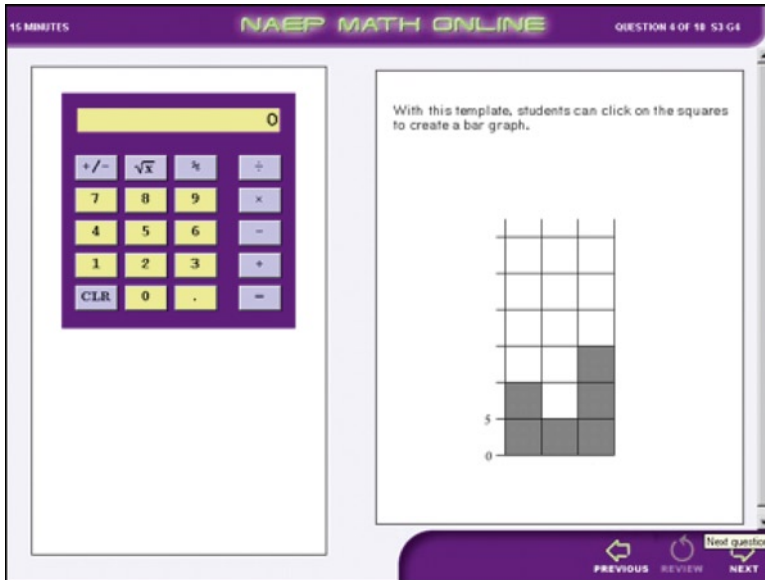 15 MINUTES
NAEP MATH ONLINE
QUESTION 4 OF 18 S3 G4
0
+/- √x % ÷
7 8 9 ×
4 5 6 -
1 2 3 +
CLR 0 . =
With this template, students can click on the squares
to create a bar graph.
5
0
Next question
PREVIOUS REVIEW NEXT